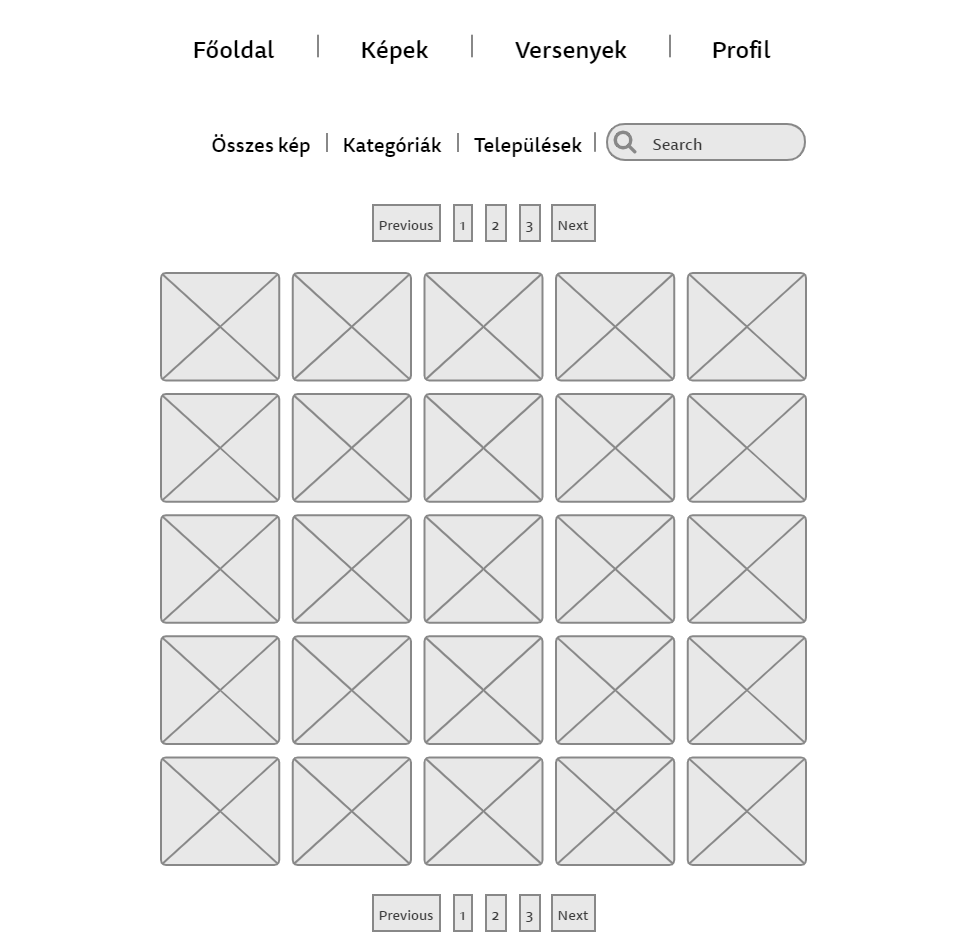 Főoldal Képek Versenyek Profil
Összes kép Kategóriák Települések Search
Previous 1 2 3 Next
Previous 1 2 3 Next